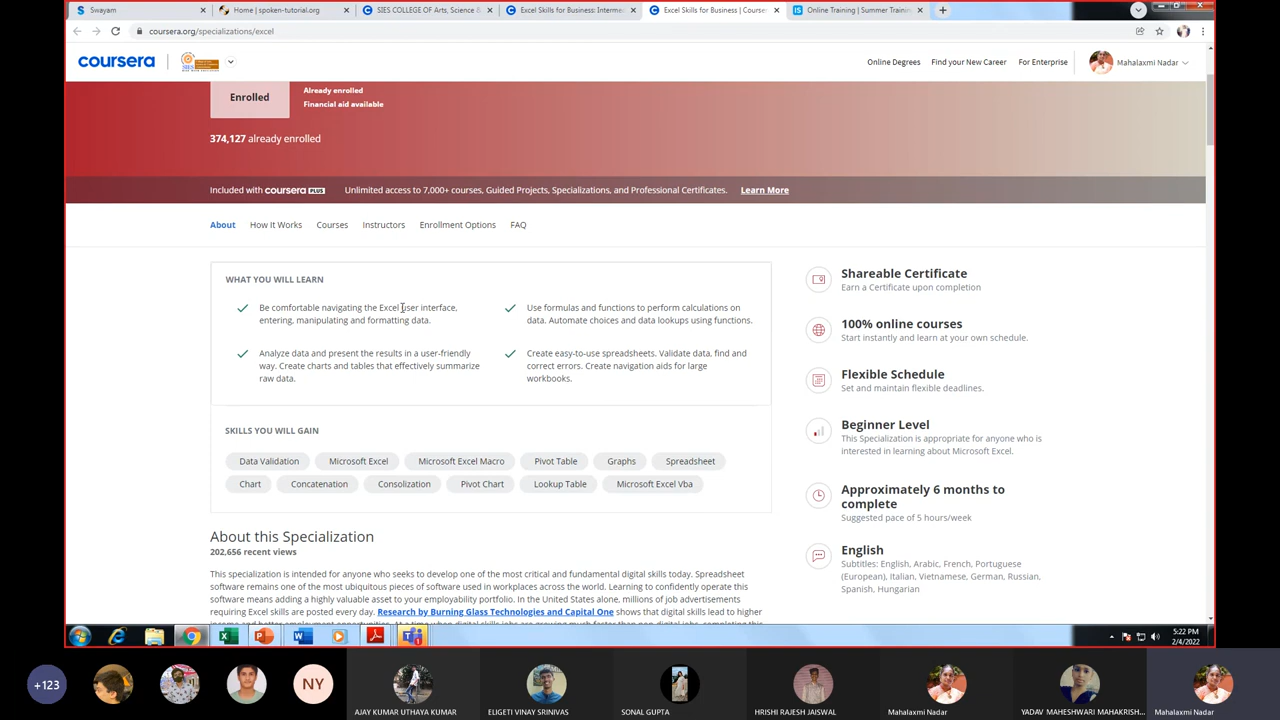 Swayam
Home | spoken-tutorial.org
SIES COLLEGE OF Arts, Science &
Excel Skills for Business: Interme
Excel Skills for Business | Courser
Online Training | Summer Trainin
coursera.org/specializations/excel
coursera
Online Degrees
Find your New Career
For Enterprise
Mahalaxmi Nadar
Enrolled
Already enrolled
Financial aid available
374,127 already enrolled
Included with coursera PLUS
Unlimited access to 7,000+ courses, Guided Projects, Specializations, and Professional Certificates.
Learn More
About
How It Works
Courses
Instructors
Enrollment Options
FAQ
WHAT YOU WILL LEARN
Be comfortable navigating the Excel user interface,
entering, manipulating and formatting data.
Use formulas and functions to perform calculations on
data. Automate choices and data lookups using functions.
Analyze data and present the results in a user-friendly
way. Create charts and tables that effectively summarize
raw data.
Create easy-to-use spreadsheets. Validate data, find and
correct errors. Create navigation aids for large
workbooks.
SKILLS YOU WILL GAIN
Data Validation
Microsoft Excel
Microsoft Excel Macro
Pivot Table
Graphs
Spreadsheet
Chart
Concatenation
Consolization
Pivot Chart
Lookup Table
Microsoft Excel Vba
About this Specialization
202,656 recent views
This specialization is intended for anyone who seeks to develop one of the most critical and fundamental digital skills today. Spreadsheet
software remains one of the most ubiquitous pieces of software used in workplaces across the world. Learning to confidently operate this
software means adding a highly valuable asset to your employability portfolio. In the United States alone, millions of job advertisements
requiring Excel skills are posted every day. Research by Burning Glass Technologies and Capital One shows that digital skills lead to higher
Shareable Certificate
Earn a Certificate upon completion
100% online courses
Start instantly and learn at your own schedule.
Flexible Schedule
Set and maintain flexible deadlines.
Beginner Level
This Specialization is appropriate for anyone who is
interested in learning about Microsoft Excel.
Approximately 6 months to
complete
Suggested pace of 5 hours/week
English
Subtitles: English, Arabic, French, Portuguese
(European), Italian, Vietnamese, German, Russian,
Spanish, Hungarian
5:22 PM
2/4/2022
+123
NY
AJAY KUMAR UTHAYA KUMAR
ELIGETI VINAY SRINIVAS
SONAL GUPTA
HRISHI RAJESH JAISWAL
Mahalaxmi Nadar
YADAV MAHESHWARI MAHAKRISH...
Mahalaxmi Nadar